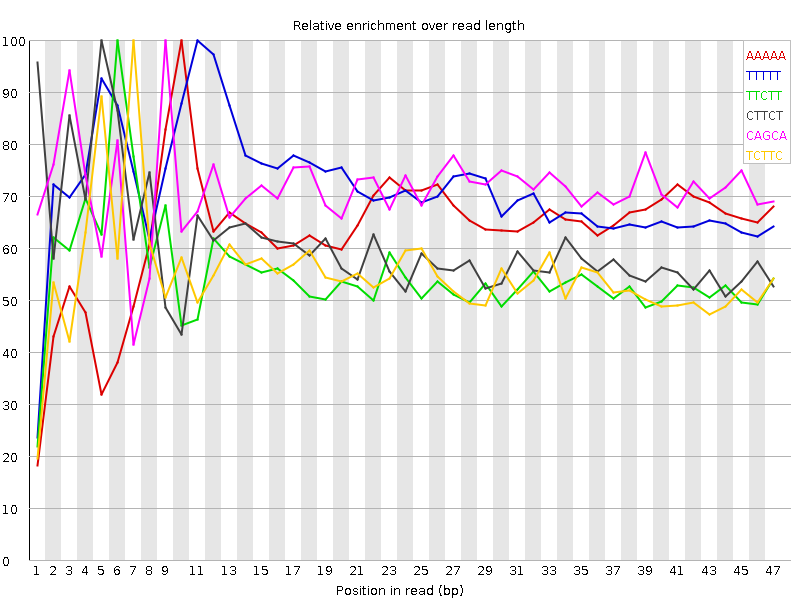 Relative enrichment over read length
100
90
80
70
60
50
40
30
20
10
0
AAAAA
TTTTT
TTCTT
CTTCT
CAGCA
TCTTC
1 2 3 4 5 6 7 8 9 11 13 15 17 19 21 23 25 27 29 31 33 35 37 39 41 43 45 47
Position in read (bp)